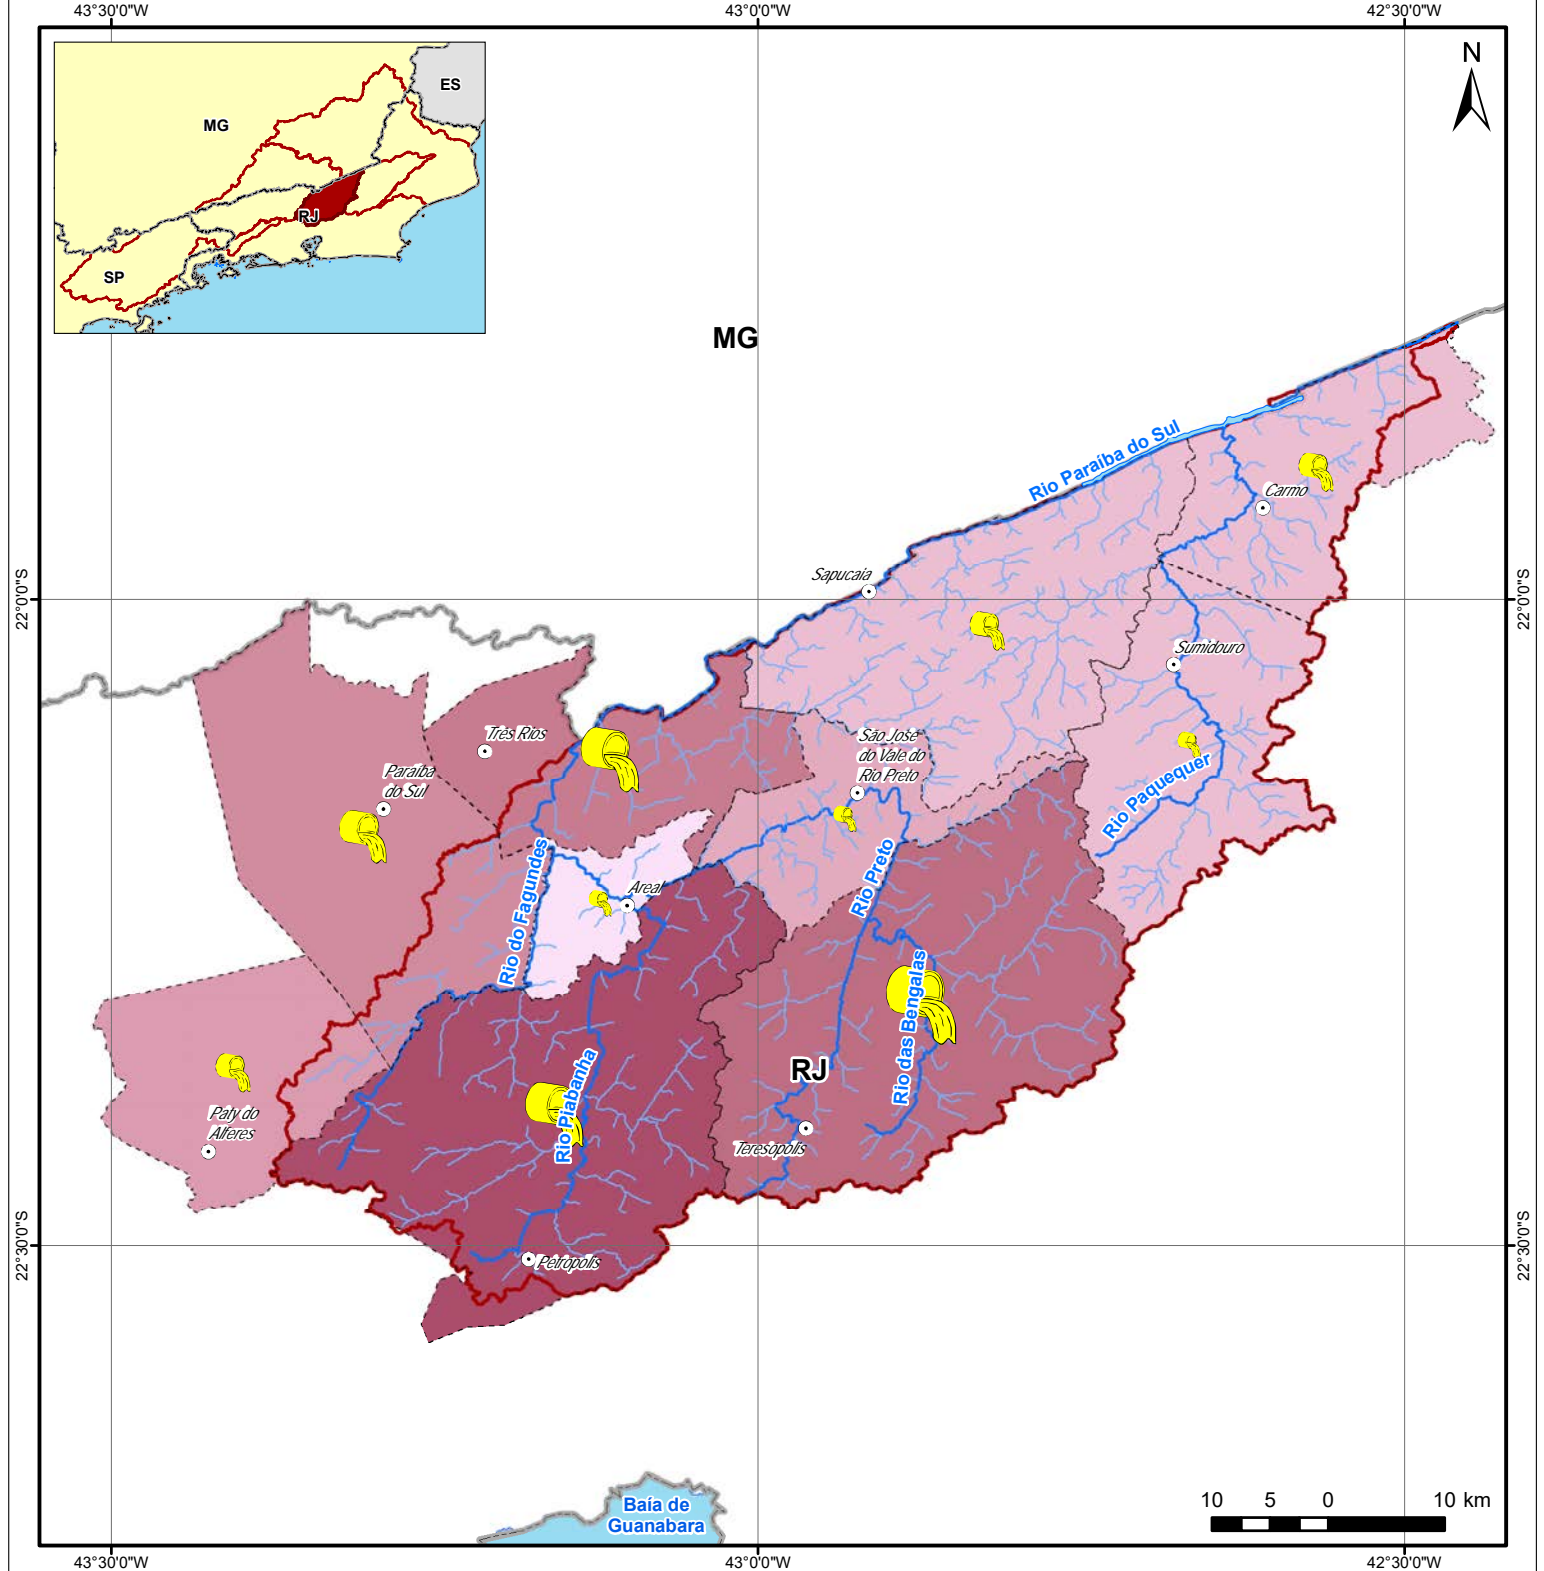 43°30'0"W
43°0'0"W
42°30'0"W
N
ES
MG
RJ
SP
MG
Rio Paraíba do Sul
Carmo
Sapucaia
22°0'0"S
22°0'0"S
Sumidouro
Três Rios
São José
do Vale do
Rio Preto
Paraíba
do Sul
Rio Paquequer
Rio do Fagundes
Rio Preto
Areal
Rio das Bengalas
RJ
Rio Piabanha
Paty do
Alferes
Teresópolis
22°30'0"S
22°30'0"S
Petrópolis
Baía de
Guanabara
10 5 0 10 km
43°30'0"W
43°0'0"W
42°30'0"W